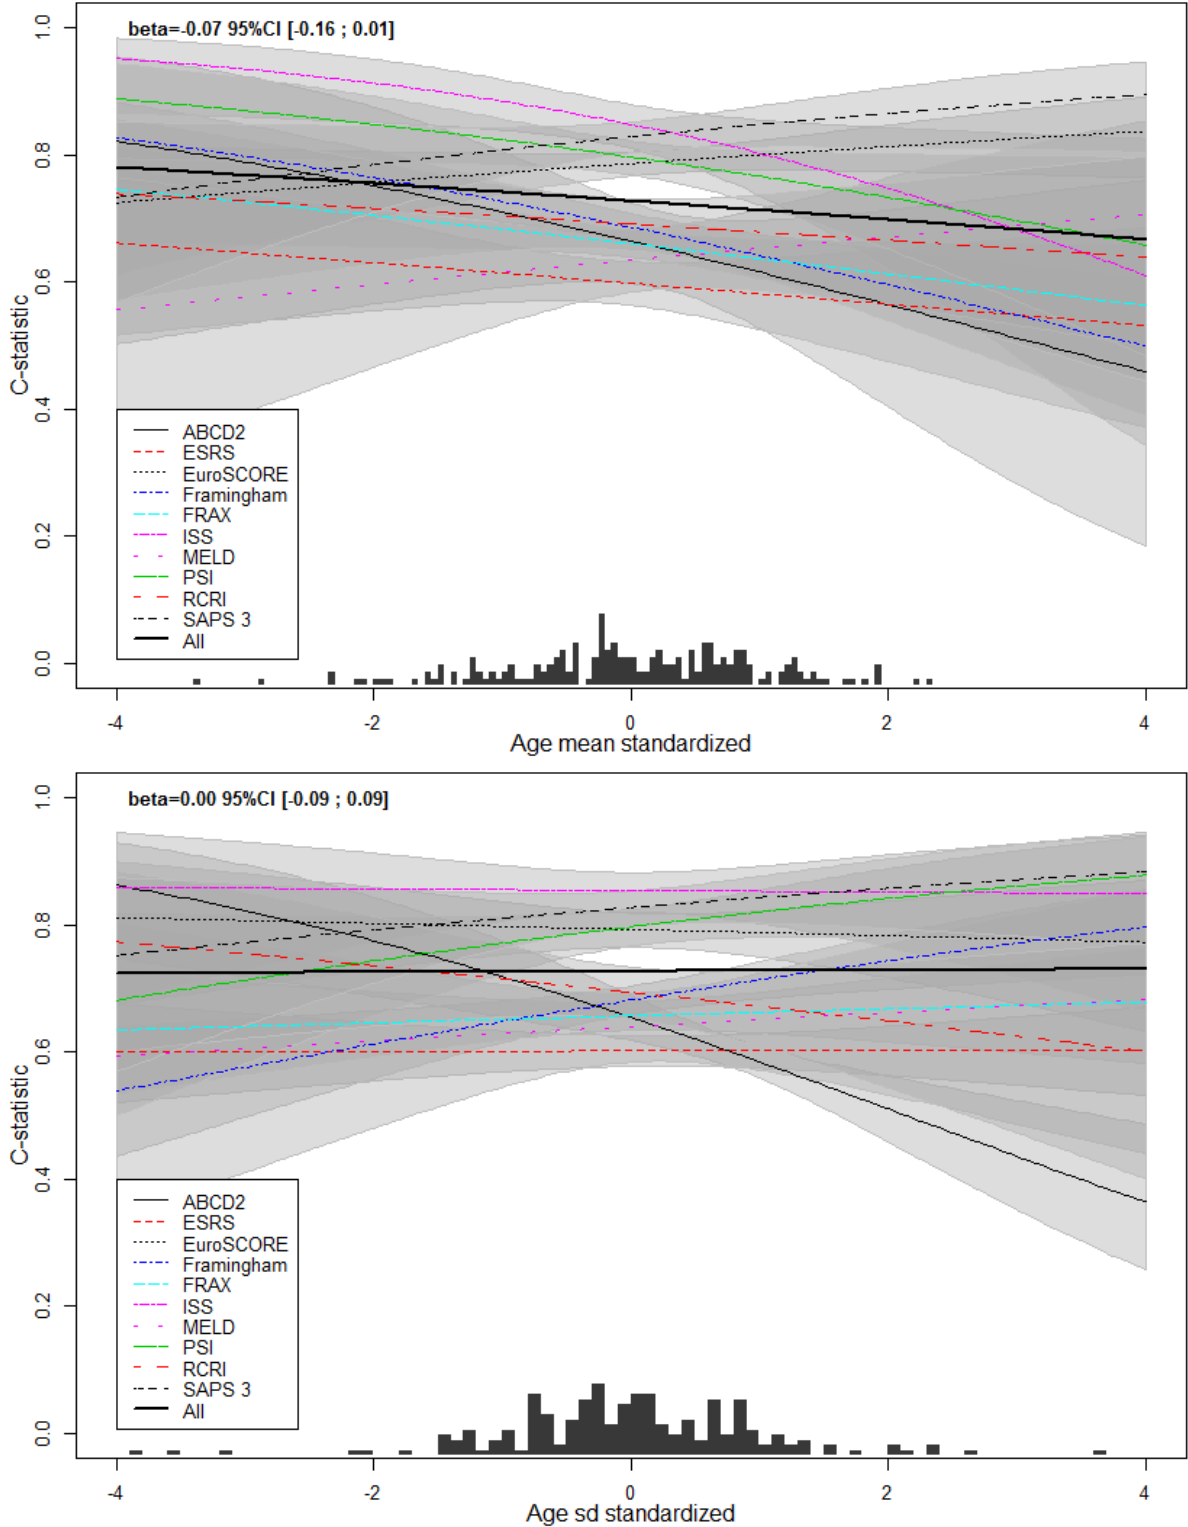 beta=-0.07 95%CI [-0.16 ; 0.01]
1.0
0.8
0.6
0.4
0.2
0.0
C-statistic
ABCD2
ESRS
EuroSCORE
Framingham
FRAX
ISS
MELD
PSI
RCRI
SAPS 3
All
-4 -2 0 2 4
Age mean standardized
beta=0.00 95%CI [-0.09 ; 0.09]
1.0
0.8
0.6
0.4
0.2
0.0
C-statistic
ABCD2
ESRS
EuroSCORE
Framingham
FRAX
ISS
MELD
PSI
RCRI
SAPS 3
All
-4 -2 0 2 4
Age sd standardized